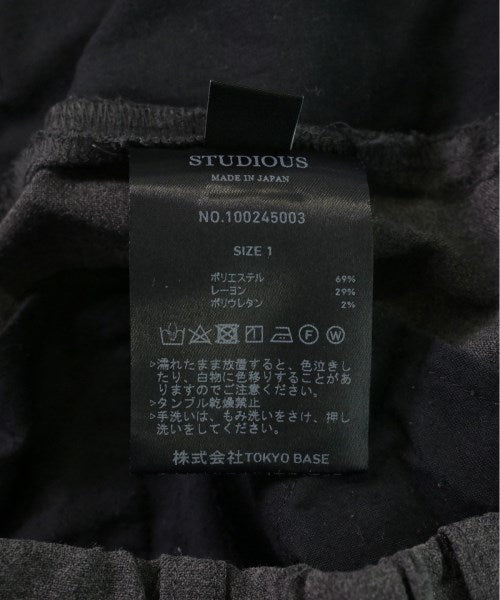 STUDIOUS
MADE IN JAPAN
NO.100245003
SIZE 1
ポリエステル 69%
レーヨン 29%
ポリウレタン 2%
F W
▷濡れたまま放置すると、色泣きし
たり、白物に色移りすることがあ
りますのでご注意ください。
▷タンブル乾燥禁止
▷手洗いは、もみ洗いをさけ、押し
洗いをしてください。
株式会社TOKYO BASE